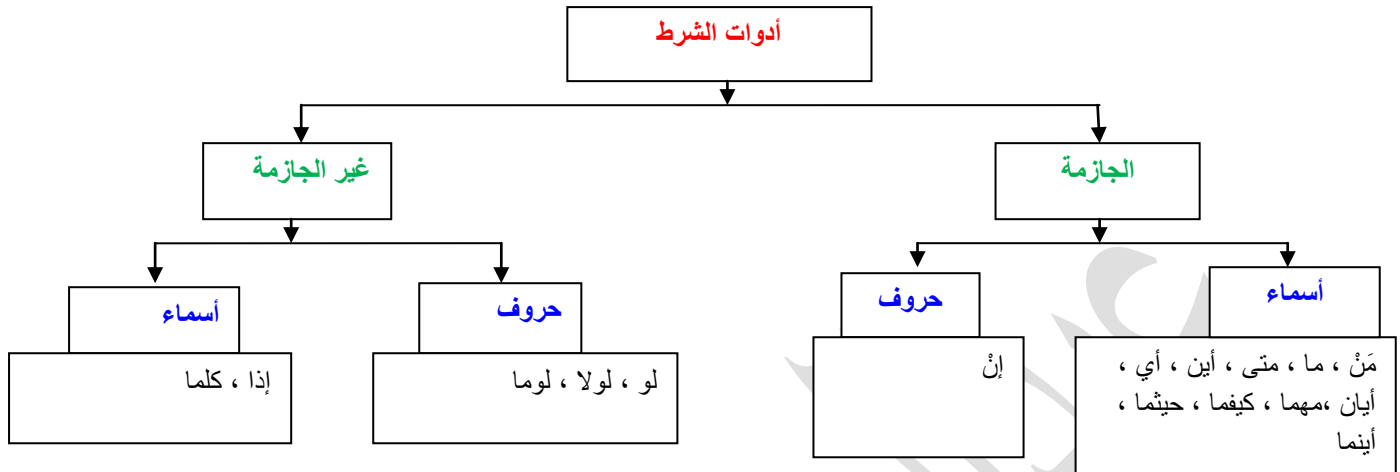 أدوات الشرط
الجازمة
غير الجازمة
أسماء
حروف
حروف
أسماء
مَنْ ، ما ، متى ، أين ، أي ،
أيان ،مهما ، كيفما ، حيثما ،
أينما
إنْ
لو ، لولا ، لوما
إذا ، كلما